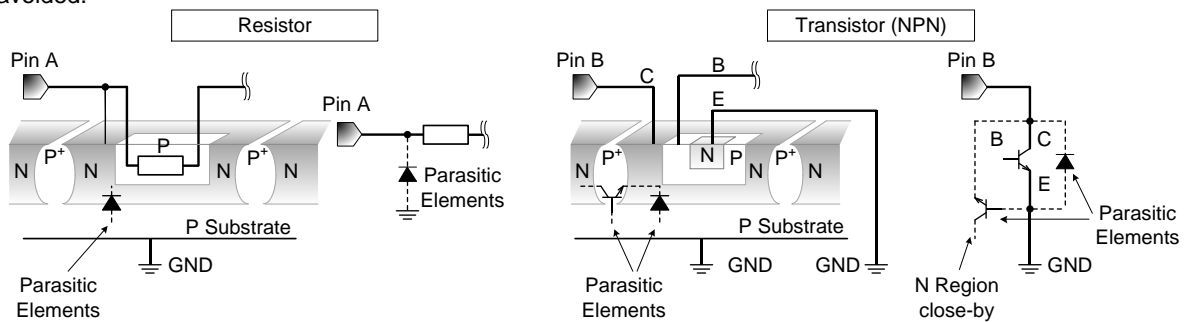 avoided.
Resistor
Transistor (NPN)
Pin A
Pin A
N
P+
N
P
N
P+
N
Parasitic
Elements
P Substrate
GND
Parasitic
Elements
Pin B
C
B
E
N
P+
N
N
P
N
P+
N
P Substrate
GND
GND
Parasitic
Elements
Pin B
B
C
E
Parasitic
Elements
GND
N Region
close-by